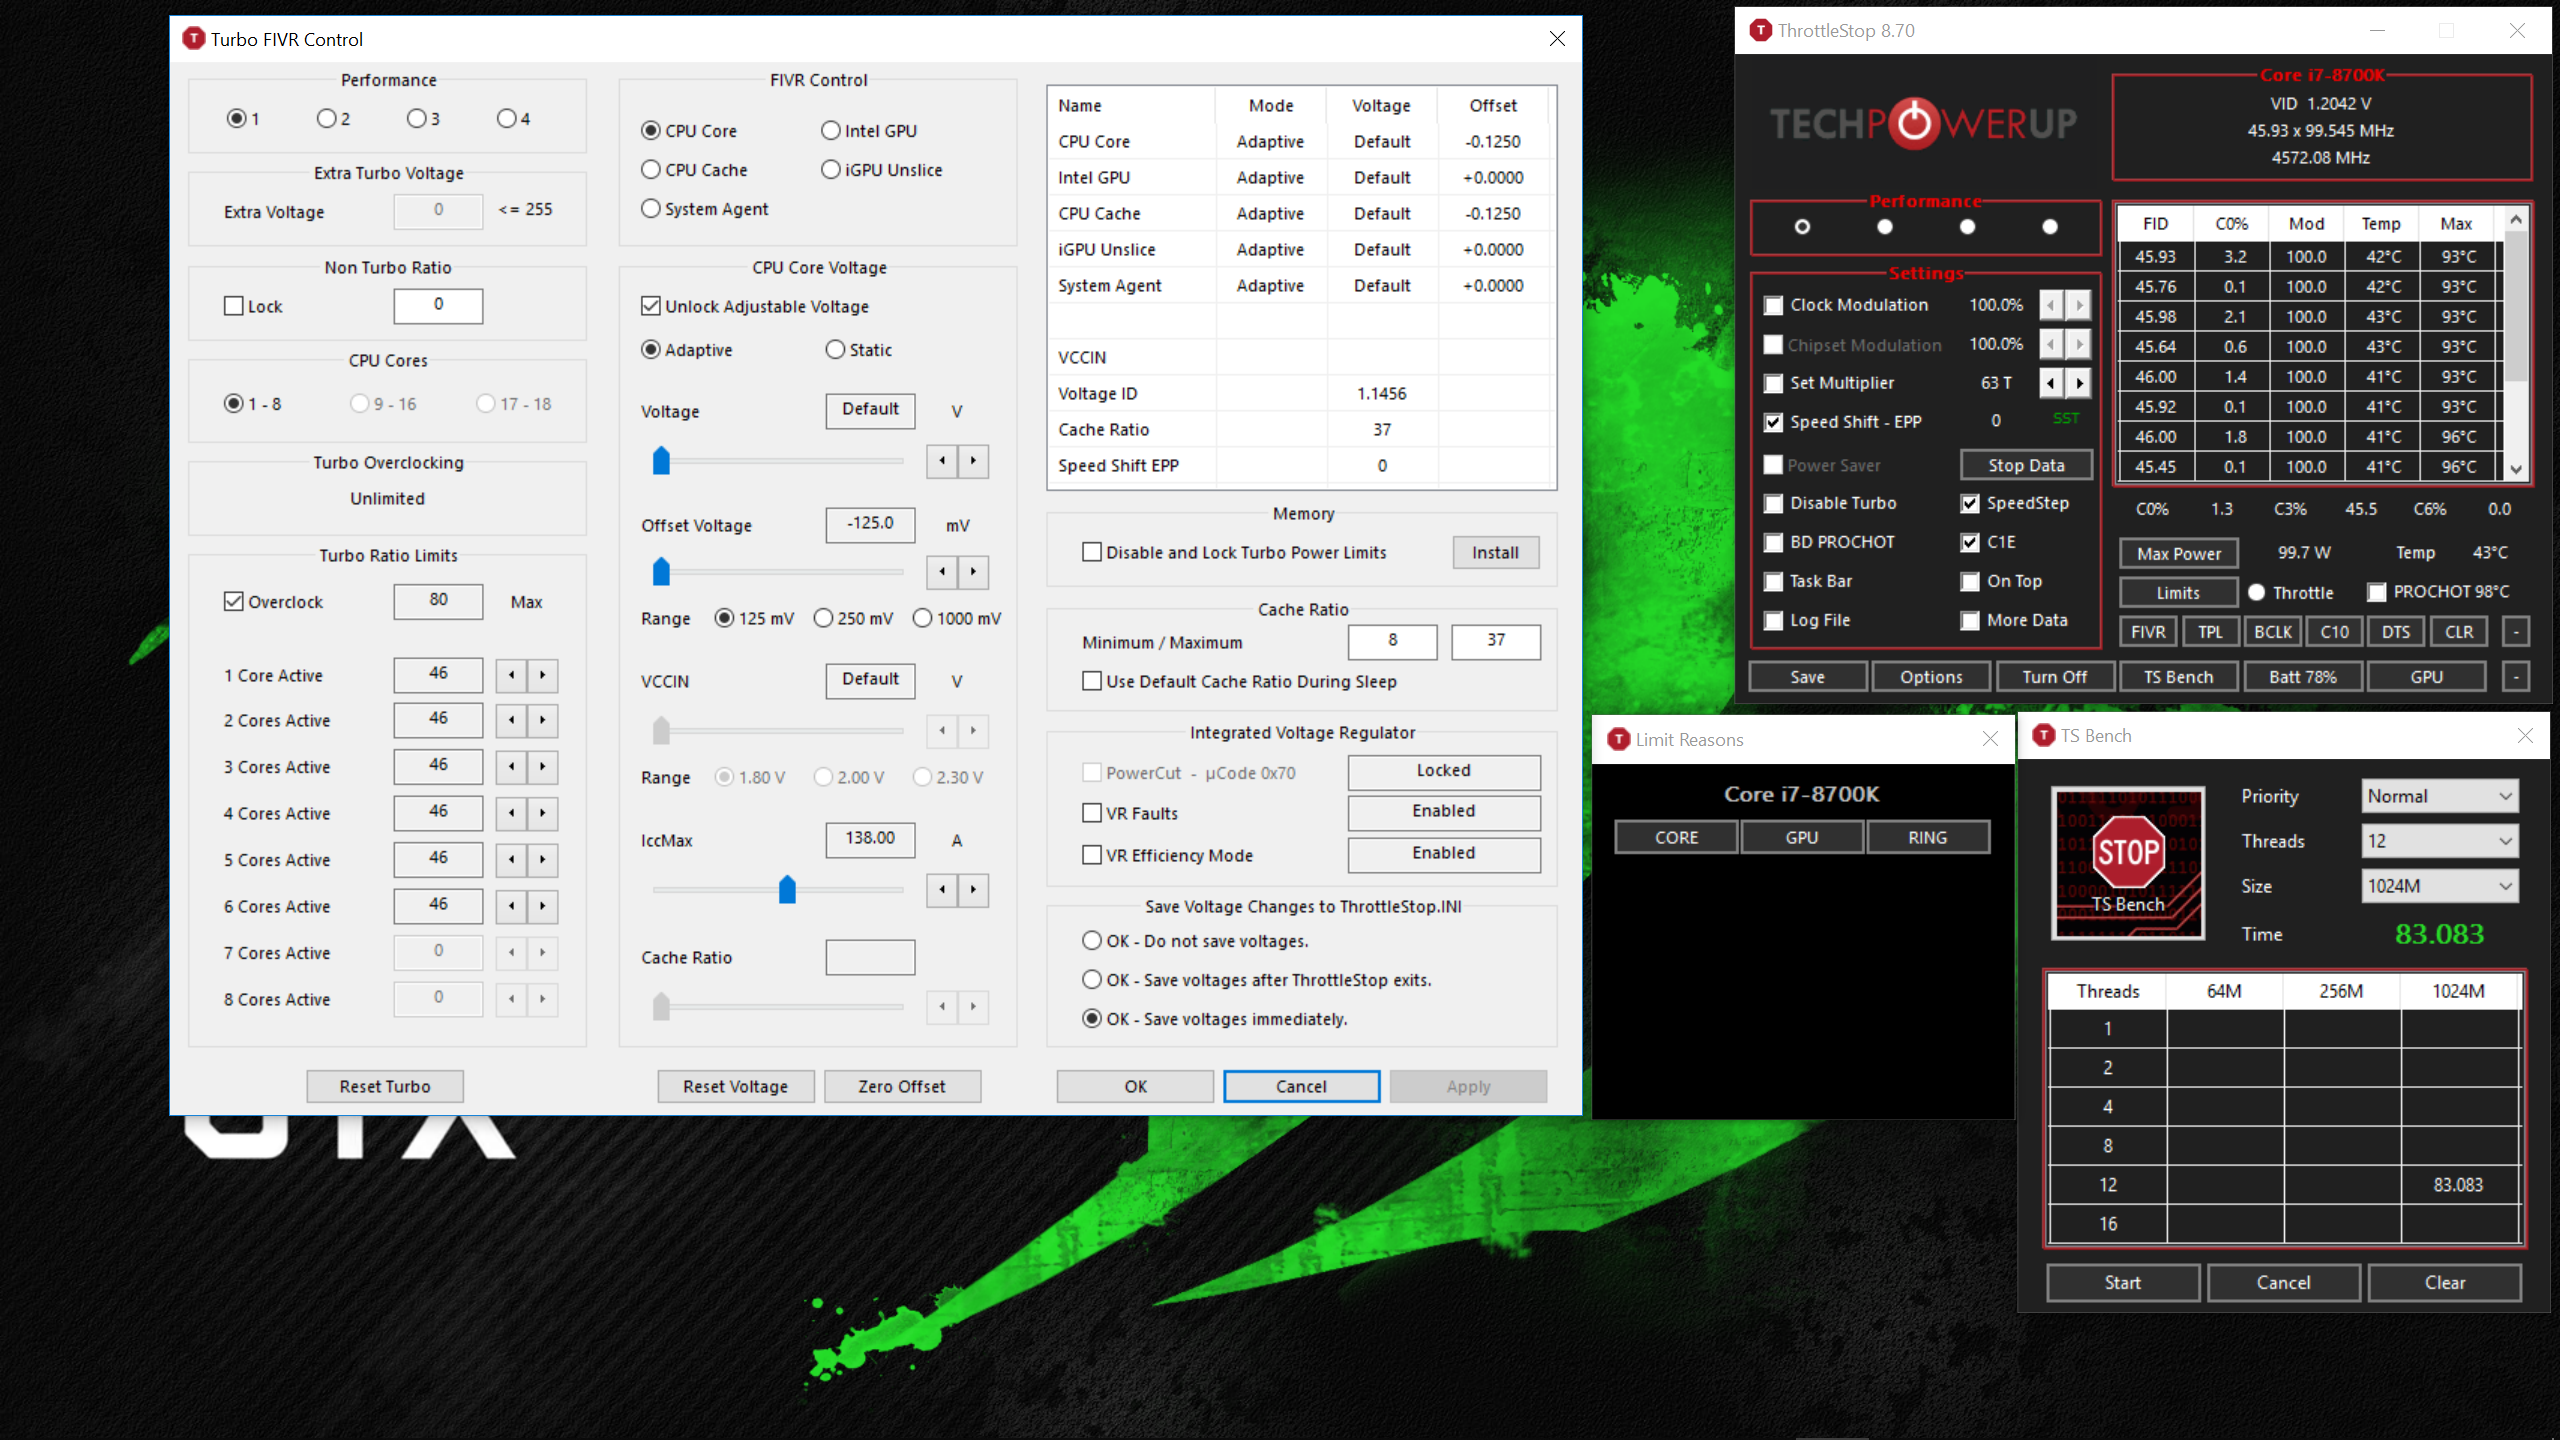 Turbo FIVR Control
Performance
1 2 3 4
Extra Turbo Voltage
Extra Voltage 0 <= 255
Non Turbo Ratio
Lock 0
CPU Cores
1 - 8 9 - 16 17 - 18
Turbo Overclocking
Unlimited
Turbo Ratio Limits
Overclock 80 Max
1 Core Active 46
2 Cores Active 46
3 Cores Active 46
4 Cores Active 46
5 Cores Active 46
6 Cores Active 46
7 Cores Active 0
8 Cores Active 0
Reset Turbo
FIVR Control
CPU Core Intel GPU
CPU Cache iGPU Unslice
System Agent
CPU Core Voltage
Unlock Adjustable Voltage
Adaptive Static
Voltage Default V
Offset Voltage -125.0 mV
Range 125 mV 250 mV 1000 mV
VCCIN Default V
Range 1.80 V 2.00 V 2.30 V
IccMax 138.00 A
Cache Ratio
Reset Voltage Zero Offset
Name Mode Voltage Offset
CPU Core Adaptive Default -0.1250
Intel GPU Adaptive Default +0.0000
CPU Cache Adaptive Default -0.1250
iGPU Unslice Adaptive Default +0.0000
System Agent Adaptive Default +0.0000
VCCIN
Voltage ID 1.1456
Cache Ratio 37
Speed Shift EPP 0
Memory
Disable and Lock Turbo Power Limits Install
Cache Ratio
Minimum / Maximum 8 37
Use Default Cache Ratio During Sleep
Integrated Voltage Regulator
PowerCut - µCode 0x70 Locked
VR Faults Enabled
VR Efficiency Mode Enabled
Save Voltage Changes to ThrottleStop.INI
OK - Do not save voltages.
OK - Save voltages after ThrottleStop exits.
OK - Save voltages immediately.
OK Cancel Apply
ThrottleStop 8.70
TECHPOWERUP
Core i7-8700K
VID 1.2042 V
45.93 x 99.545 MHz
4572.08 MHz
Performance
Settings
Clock Modulation 100.0%
Chipset Modulation 100.0%
Set Multiplier 63 T
Speed Shift - EPP 0 SST
Power Saver Stop Data
Disable Turbo SpeedStep
BD PROCHOT C1E
Task Bar On Top
Log File More Data
FID C0% Mod Temp Max
45.93 3.2 100.0 42°C 93°C
45.76 0.1 100.0 42°C 93°C
45.98 2.1 100.0 43°C 93°C
45.64 0.6 100.0 43°C 93°C
46.00 1.4 100.0 41°C 93°C
45.92 0.1 100.0 41°C 93°C
46.00 1.8 100.0 41°C 96°C
45.45 0.1 100.0 41°C 96°C
C0% 1.3 C3% 45.5 C6% 0.0
Max Power 99.7 W Temp 43°C
Limits Throttle PROCHOT 98°C
FIVR TPL BCLK C10 DTS CLR -
Save Options Turn Off TS Bench Batt 78% GPU -
Limit Reasons
Core i7-8700K
CORE GPU RING
TS Bench
STOP
TS Bench
Priority Normal
Threads 12
Size 1024M
Time 83.083
Threads 64M 256M 1024M
1
2
4
8
12 83.083
16
Start Cancel Clear